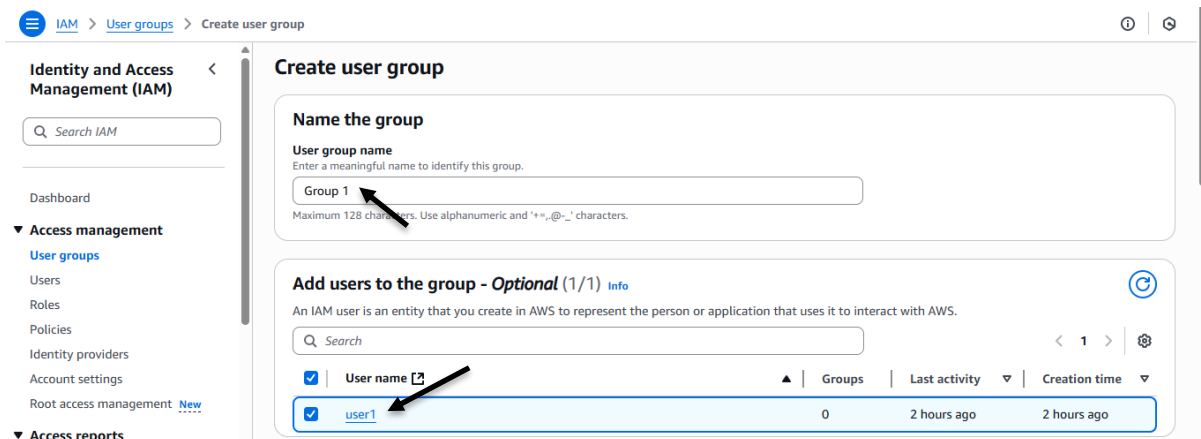 IAM > User groups > Create user group
Identity and Access
Management (IAM)
Search IAM
Dashboard
Access management
User groups
Users
Roles
Policies
Identity providers
Account settings
Root access management New
Access reports
Create user group
Name the group
User group name
Enter a meaningful name to identify this group.
Group 1
Maximum 128 characters. Use alphanumeric and '+=,.@-_' characters.
Add users to the group - Optional (1/1) Info
An IAM user is an entity that you create in AWS to represent the person or application that uses it to interact with AWS.
Search
< 1 >
User name Groups Last activity Creation time
user1 0 2 hours ago 2 hours ago